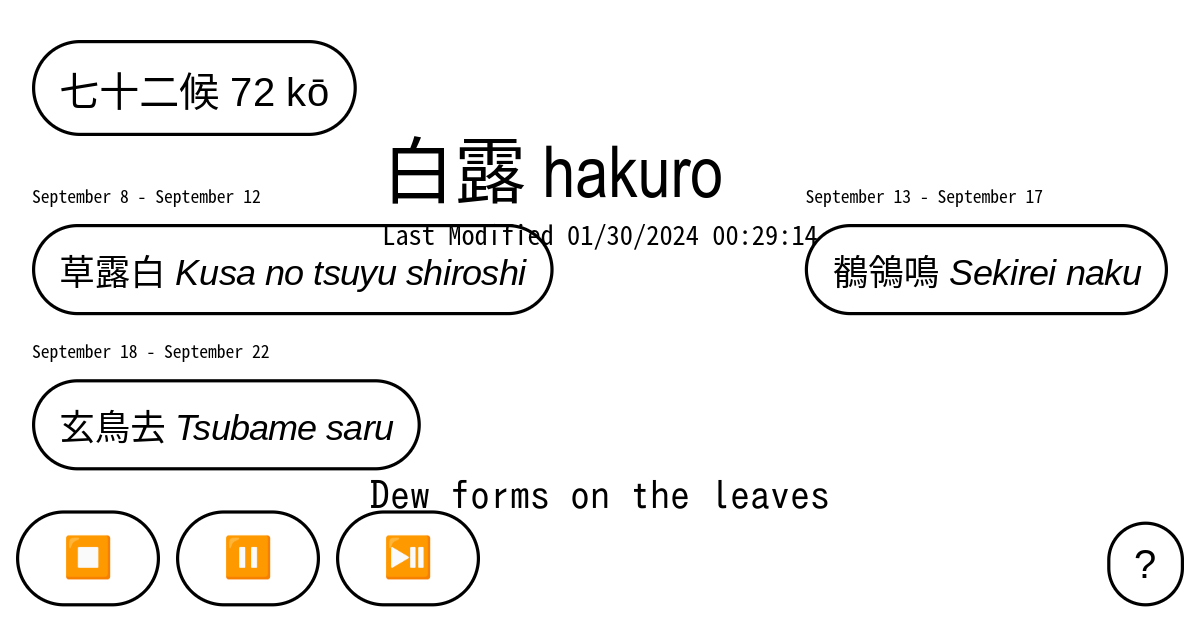 七十二候 72 kō
白露 hakuro
September 8 - September 12
September 13 - September 17
Last Modified 01/30/2024 00:29:14
草露白 Kusa no tsuyu shiroshi
鶺鴒鳴 Sekirei naku
September 18 - September 22
玄鳥去 Tsubame saru
Dew forms on the leaves
?